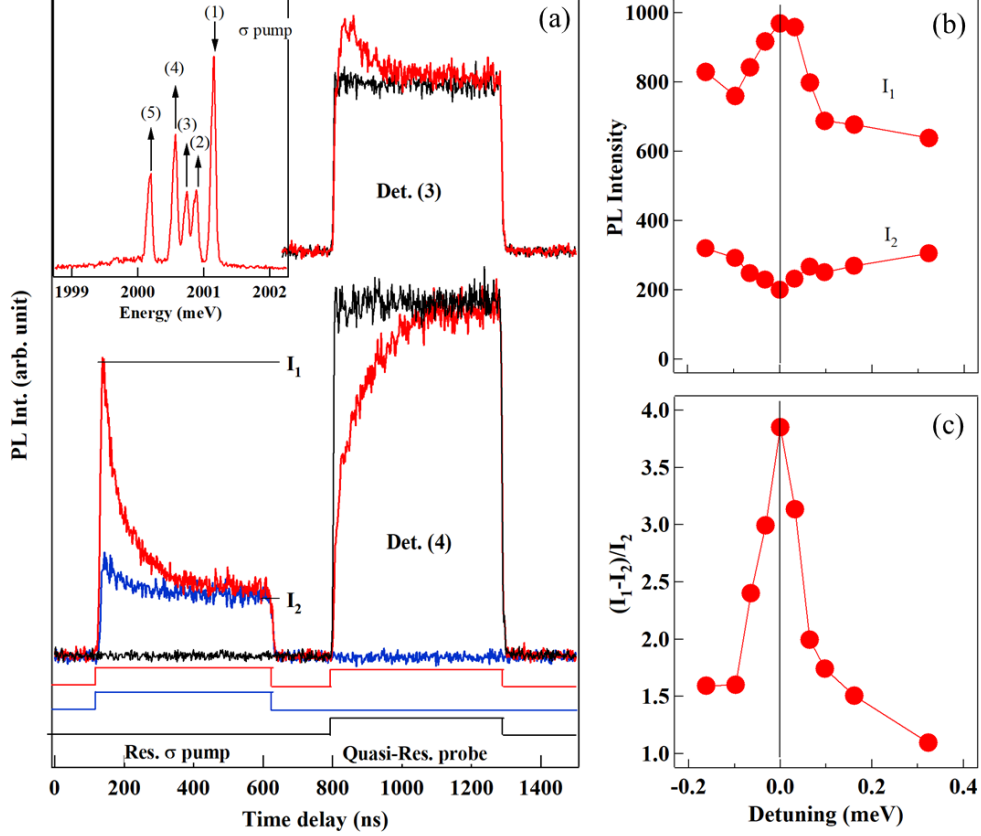 (a)
(1)
σ pump
(4)
(5)
(3)
(2)
1999 2000 2001 2002
Energy (meV)
Det. (3)
PL Int. (arb. unit)
I1
Det. (4)
I2
Res. σ pump
Quasi-Res. probe
0 200 400 600 800 1000 1200 1400
Time delay (ns)
(b)
PL Intensity
1000
800
600
400
200
0
I1
I2
(c)
(I1-I2)/I2
4.0
3.5
3.0
2.5
2.0
1.5
1.0
-0.2 0.0 0.2 0.4
Detuning (meV)